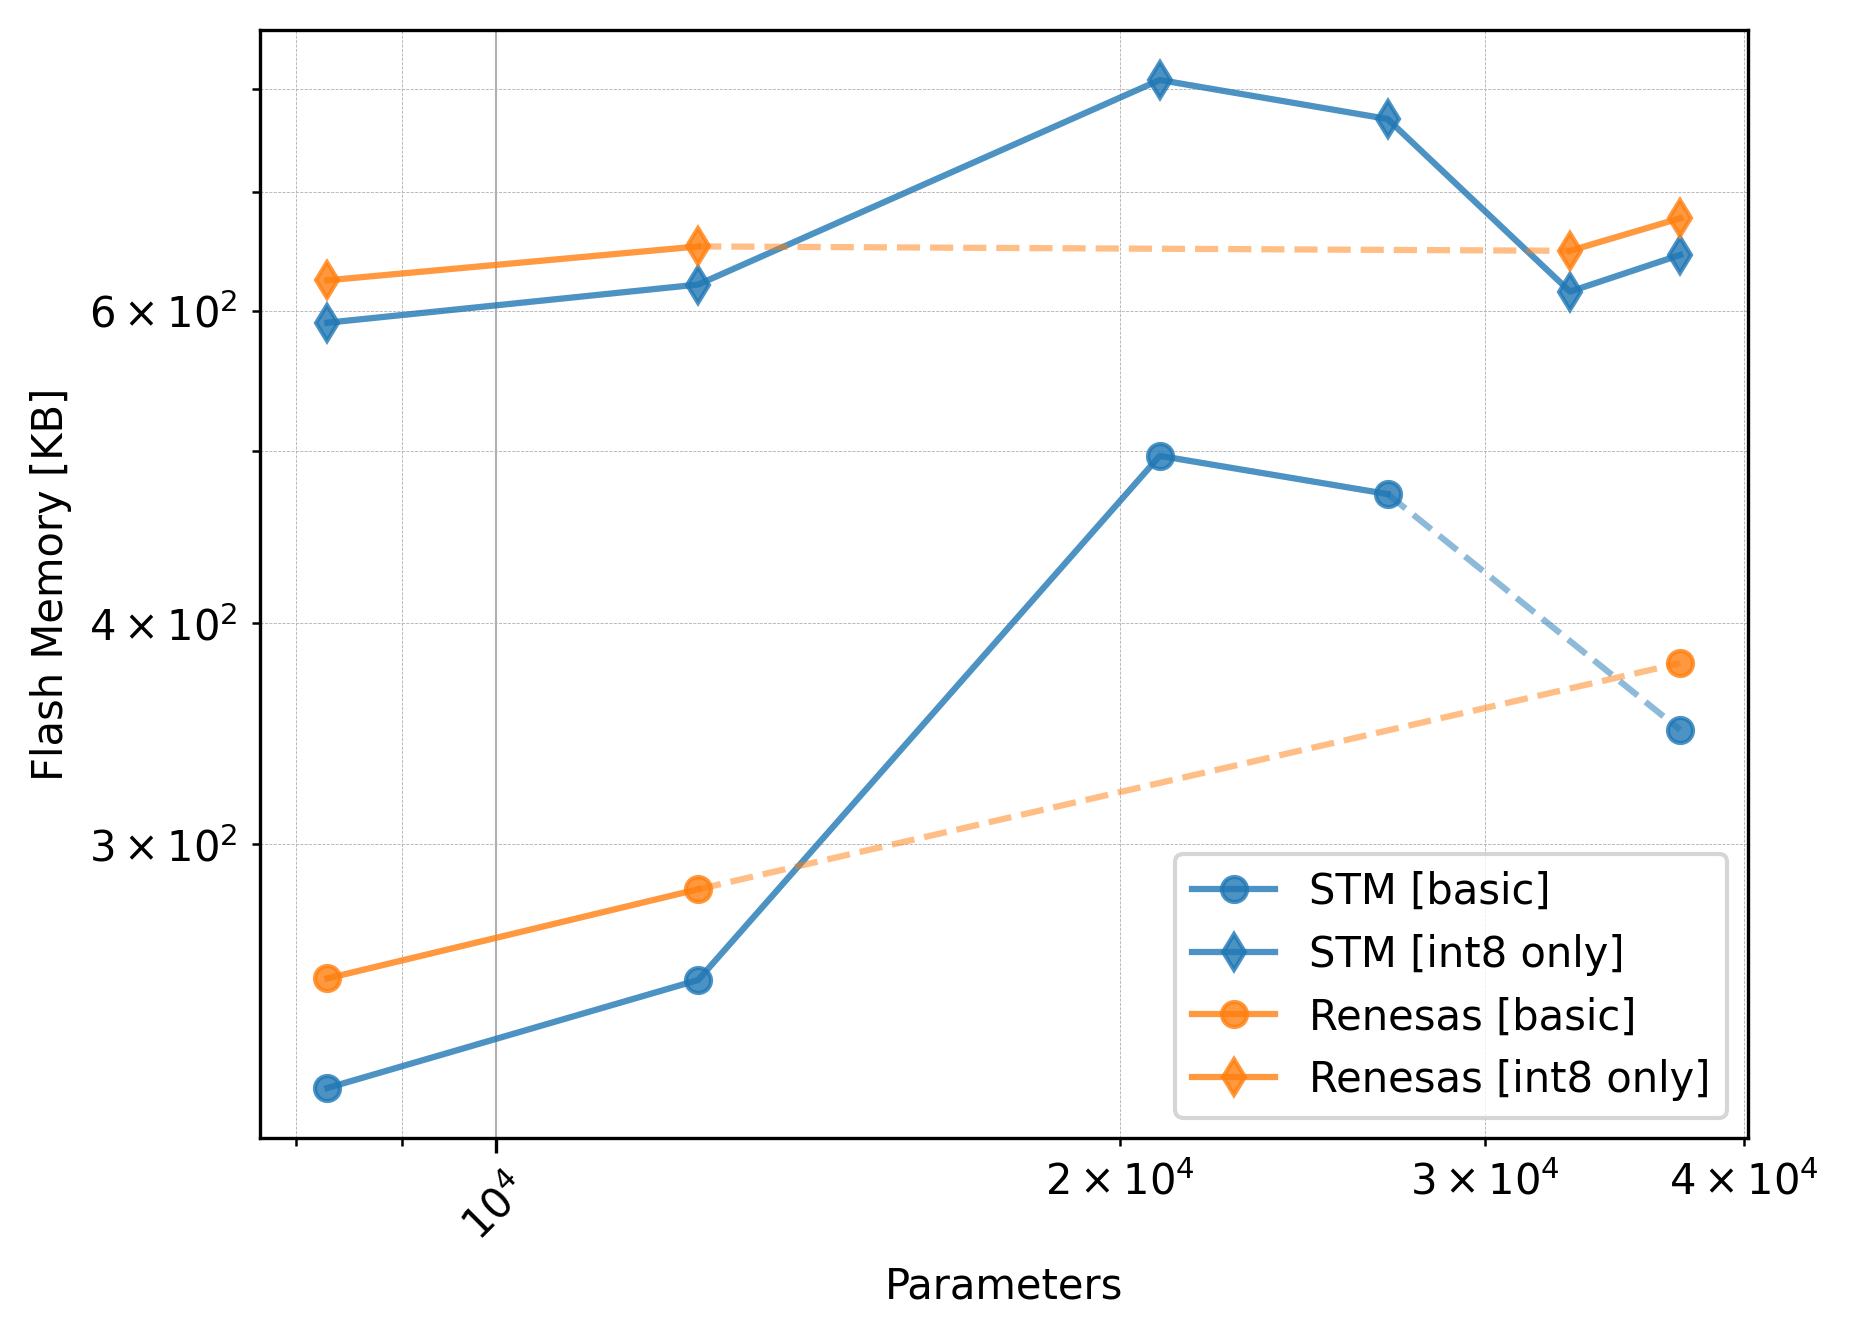 Flash Memory [KB]
6 × 10²
4 × 10²
3 × 10²
10⁴
2 × 10⁴
3 × 10⁴
4 × 10⁴
Parameters
STM [basic]
STM [int8 only]
Renesas [basic]
Renesas [int8 only]